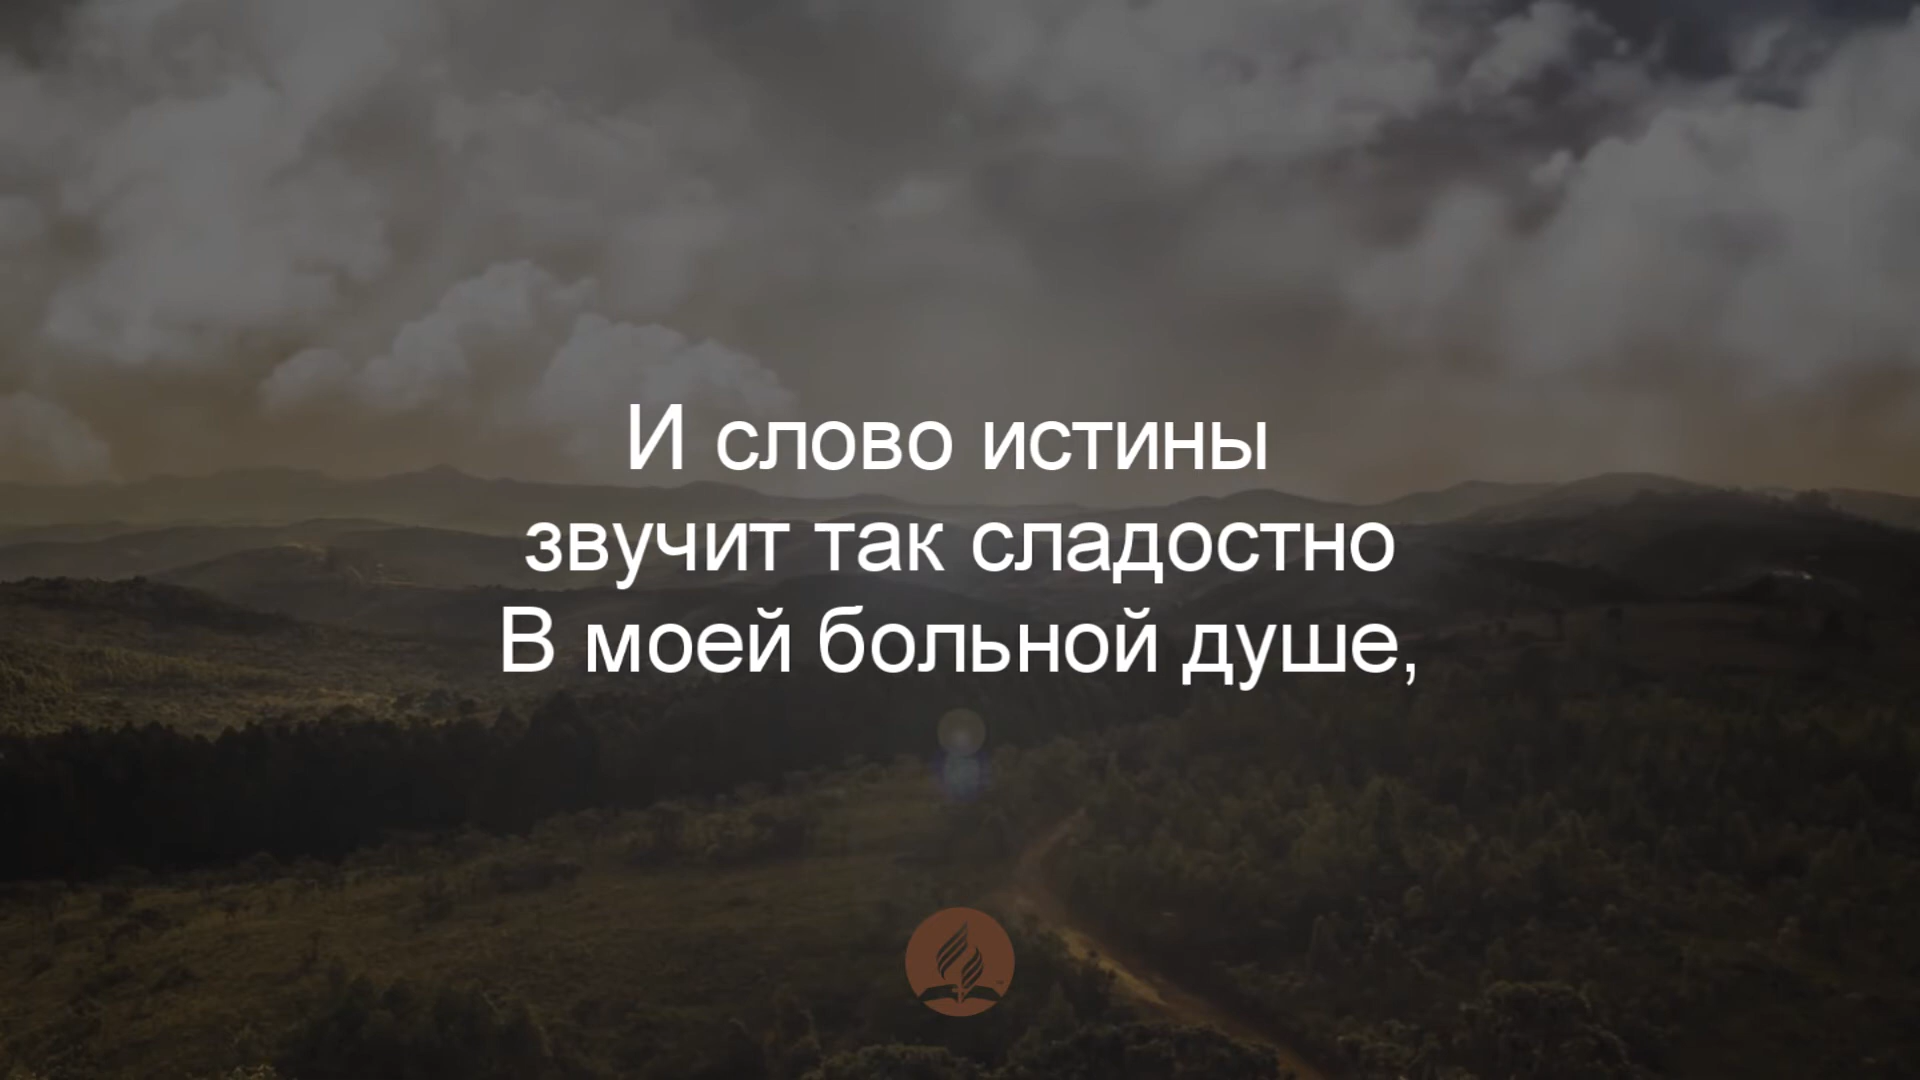 И слово истины
звучит так сладостно
В моей больной душе,